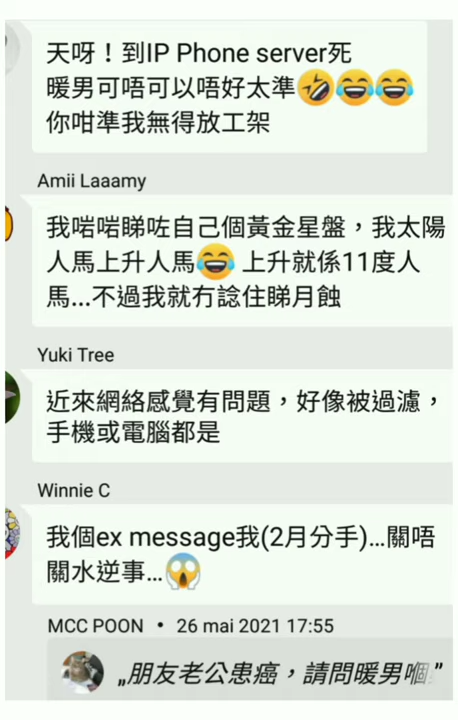 天呀！到IP Phone server死
暖男可唔可以唔好太準🤣😂😂
你咁準我無得放工架
Amii Laaamy
我啱啱睇咗自己個黃金星盤，我太陽
人馬上升人馬😂 上升就係11度人
馬...不過我就冇諗住睇月蝕
Yuki Tree
近來網絡感覺有問題，好像被過濾，
手機或電腦都是
Winnie C
我個ex message我(2月分手)...關唔
關水逆事...😱
MCC POON • 26 mai 2021 17:55
„朋友老公患癌，請問暖男嗰”